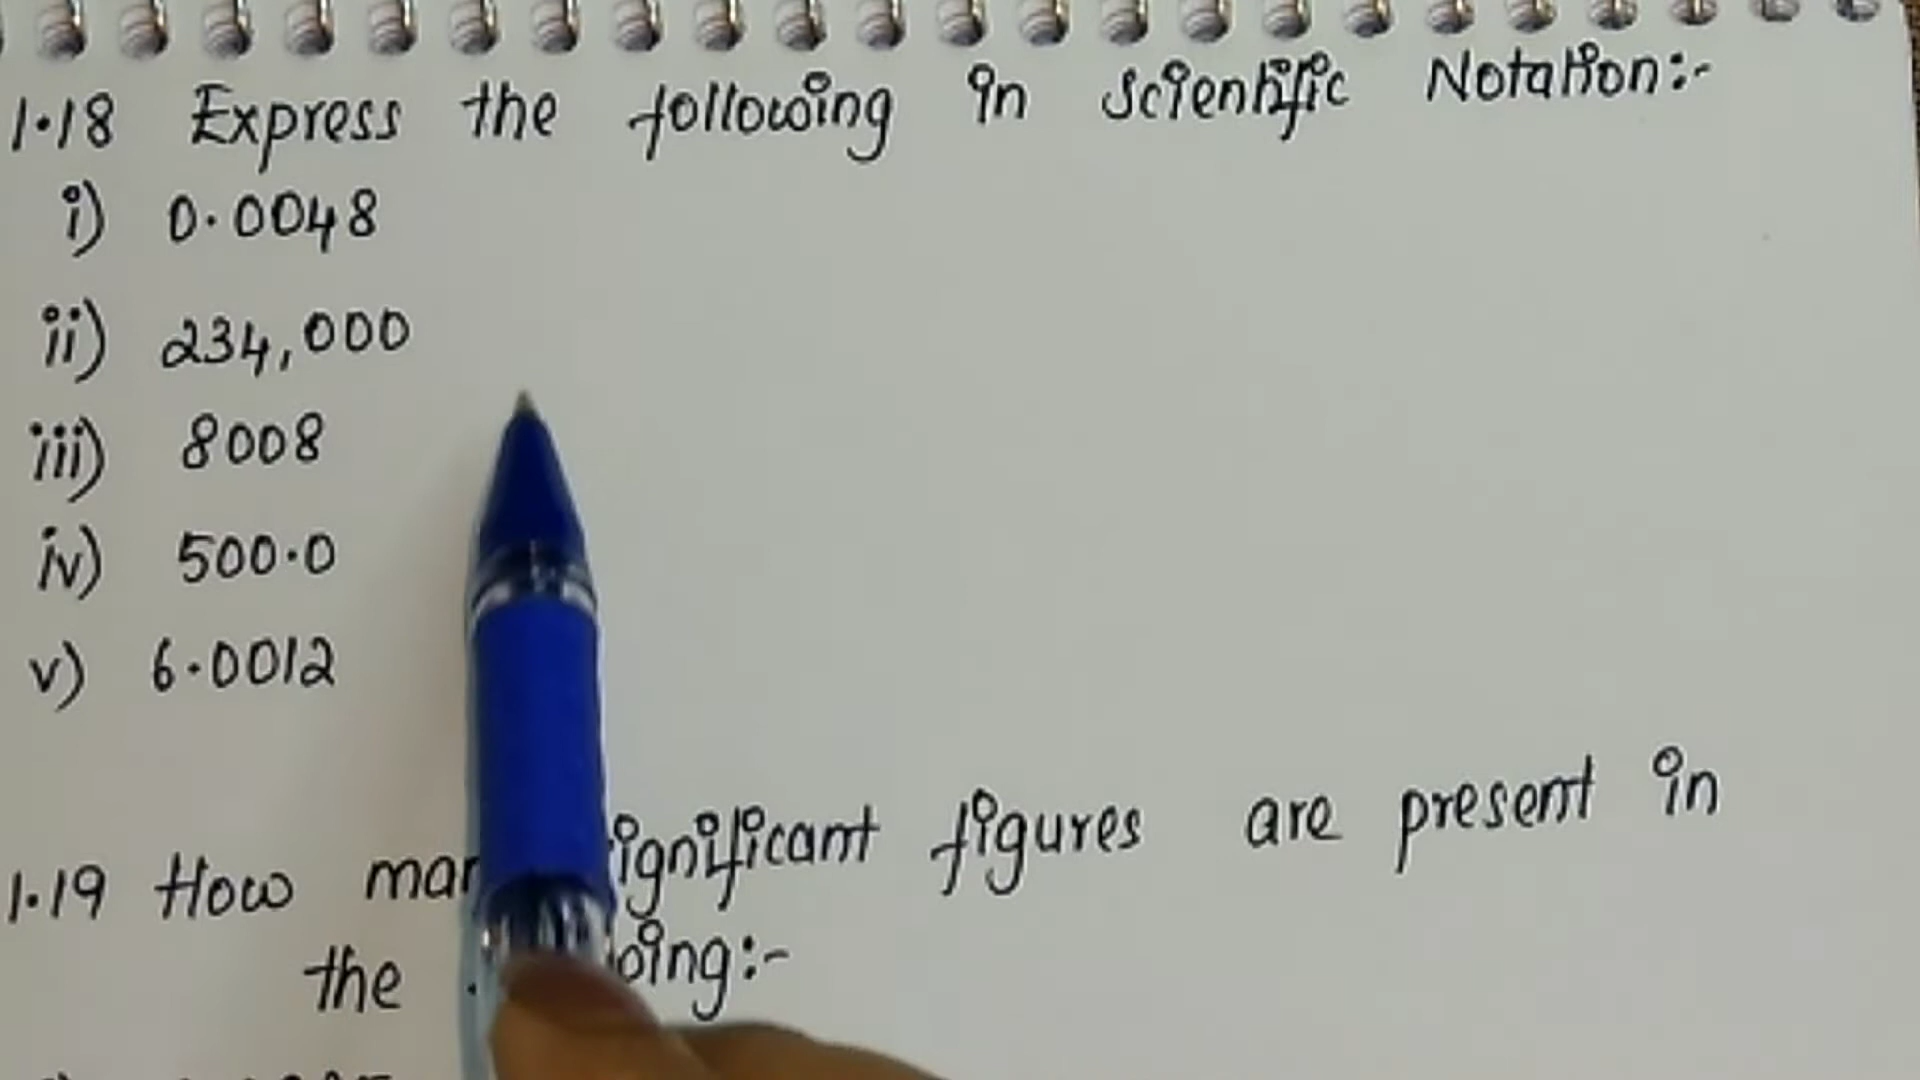 1.18 Express the following in Scientific Notation:-
i) 0.0048
ii) 234,000
iii) 8008
iv) 500.0
v) 6.0012
1.19 How figures are present in
the